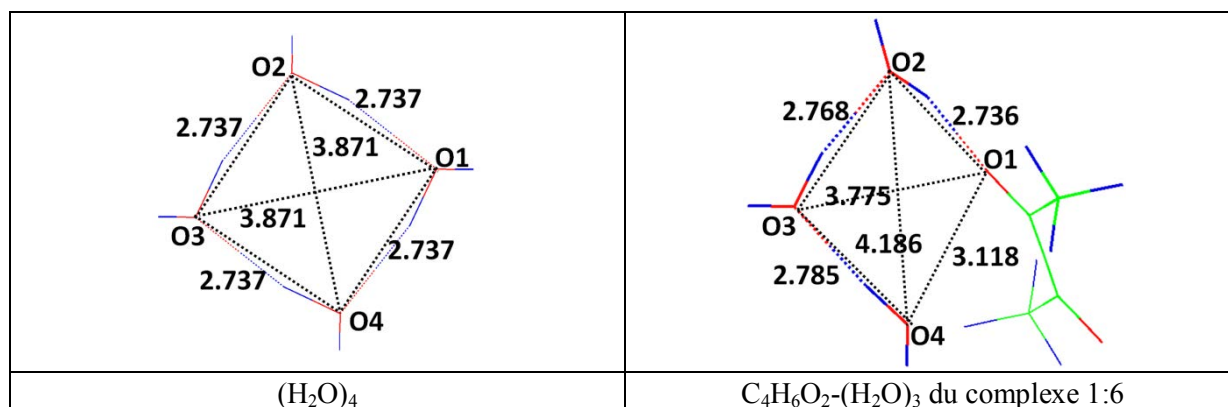 O2
2.737
2.737
3.871
O1
3.871
O3
2.737
2.737
O4
(H₂O)₄
O2
2.768
2.736
O1
3.775
O3
4.186
3.118
2.785
O4
C₄H₆O₂-(H₂O)₃ du complexe 1:6